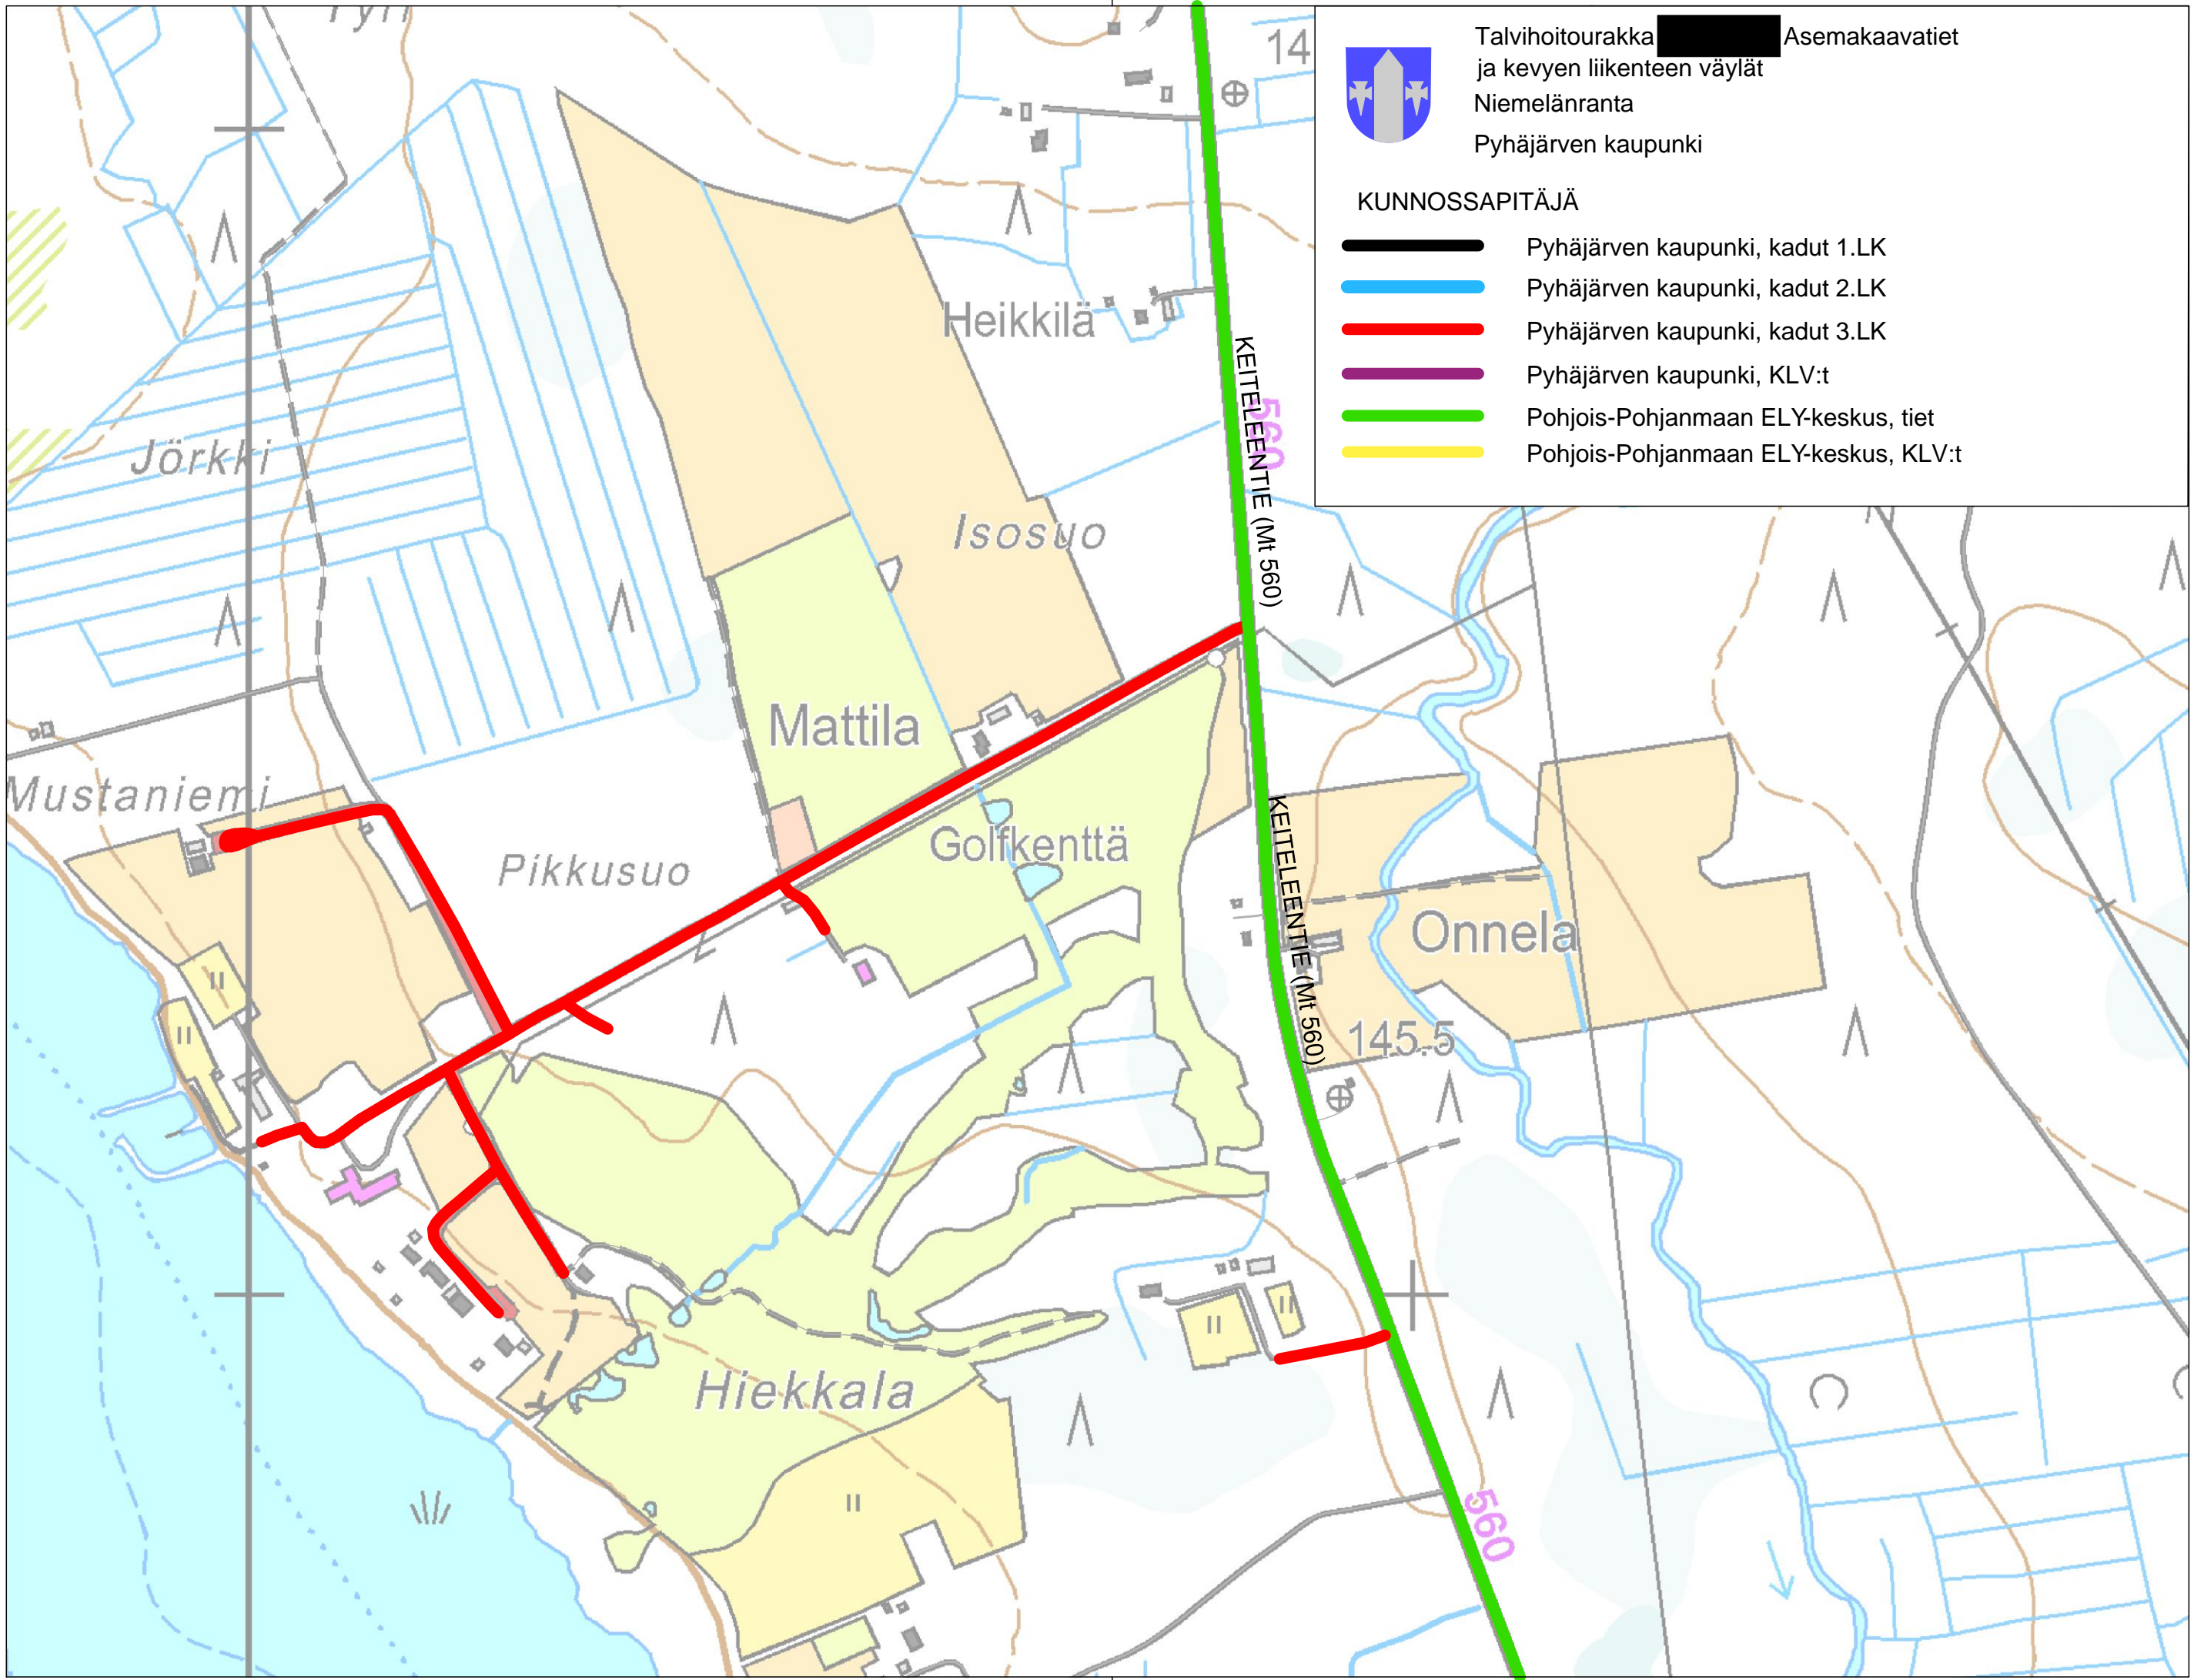 Talvihoitourakka Asemakaavatiet
ja kevyen liikenteen väylät
Niemelänranta
Pyhäjärven kaupunki
KUNNOSSAPITÄJÄ
Pyhäjärven kaupunki, kadut 1.LK
Pyhäjärven kaupunki, kadut 2.LK
Pyhäjärven kaupunki, kadut 3.LK
Pyhäjärven kaupunki, KLV:t
Pohjois-Pohjanmaan ELY-keskus, tiet
Pohjois-Pohjanmaan ELY-keskus, KLV:t
14
Heikkilä
KEITELEENTIE (Mt 560)
560
Jörkki
Isosuo
Mattila
Mustaniemi
Pikkusuo
Golfkenttä
KEITELEENTIE (Mt 560)
Onnela
145.5
Hiekkala
560